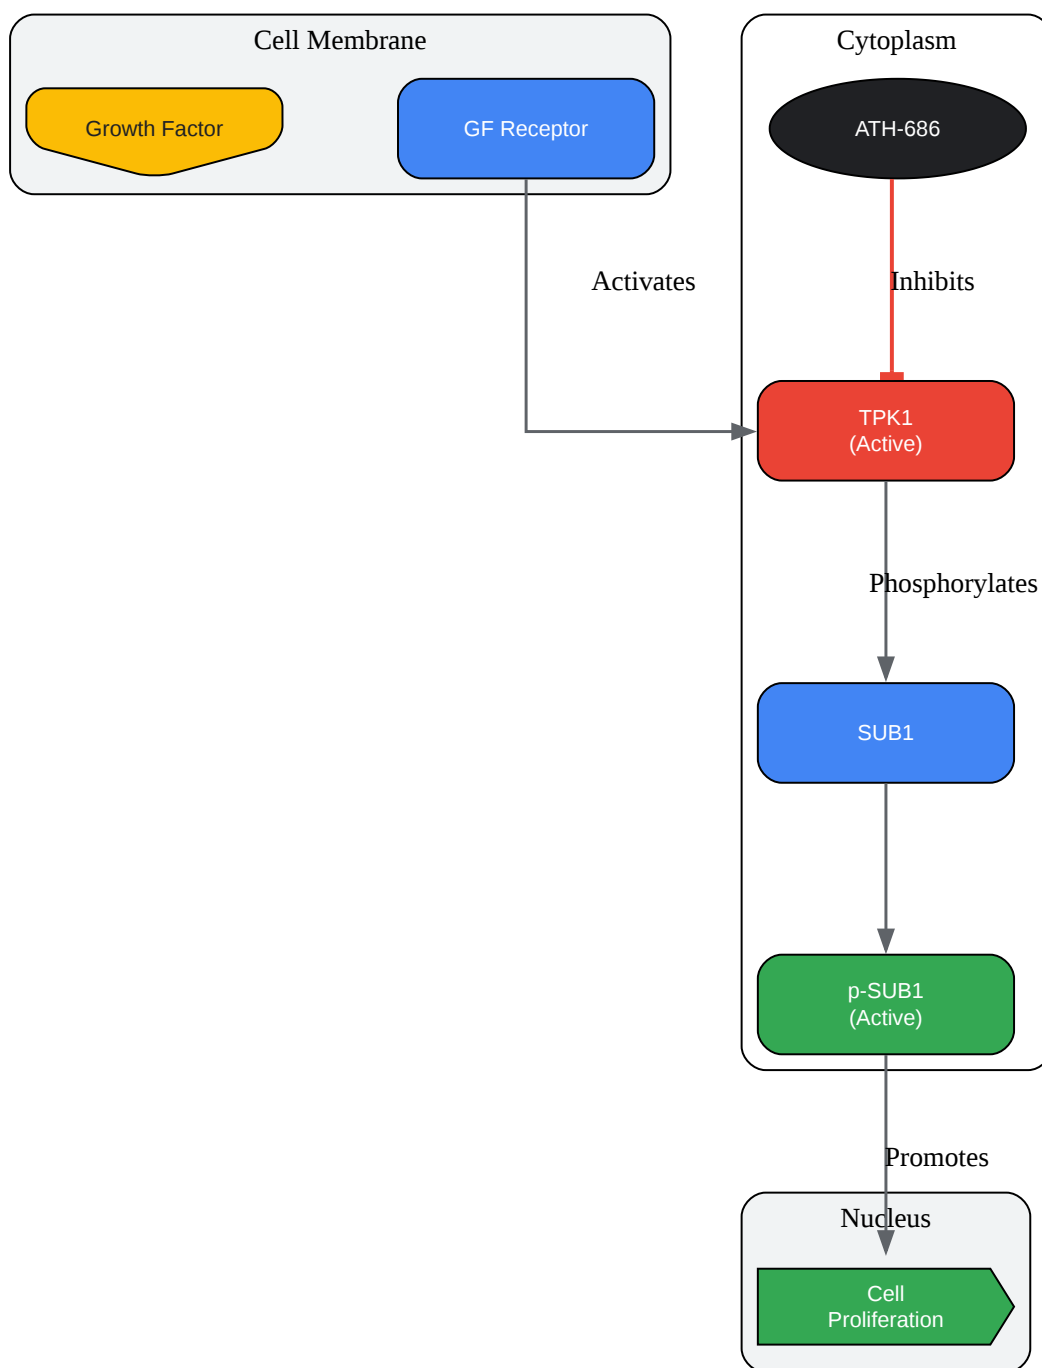 Cell Membrane
Growth Factor
GF Receptor
Cytoplasm
ATH-686
Activates
Inhibits
TPK1
(Active)
Phosphorylates
SUB1
p-SUB1
(Active)
Promotes
Nucleus
Cell
Proliferation